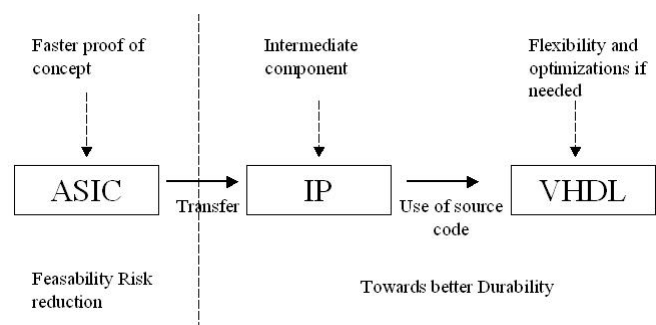 Faster proof of
concept
Intermediate
component
Flexibility and
optimizations if
needed
ASIC
Transfer
IP
Use of source
code
VHDL
Feasability Risk
reduction
Towards better Durability